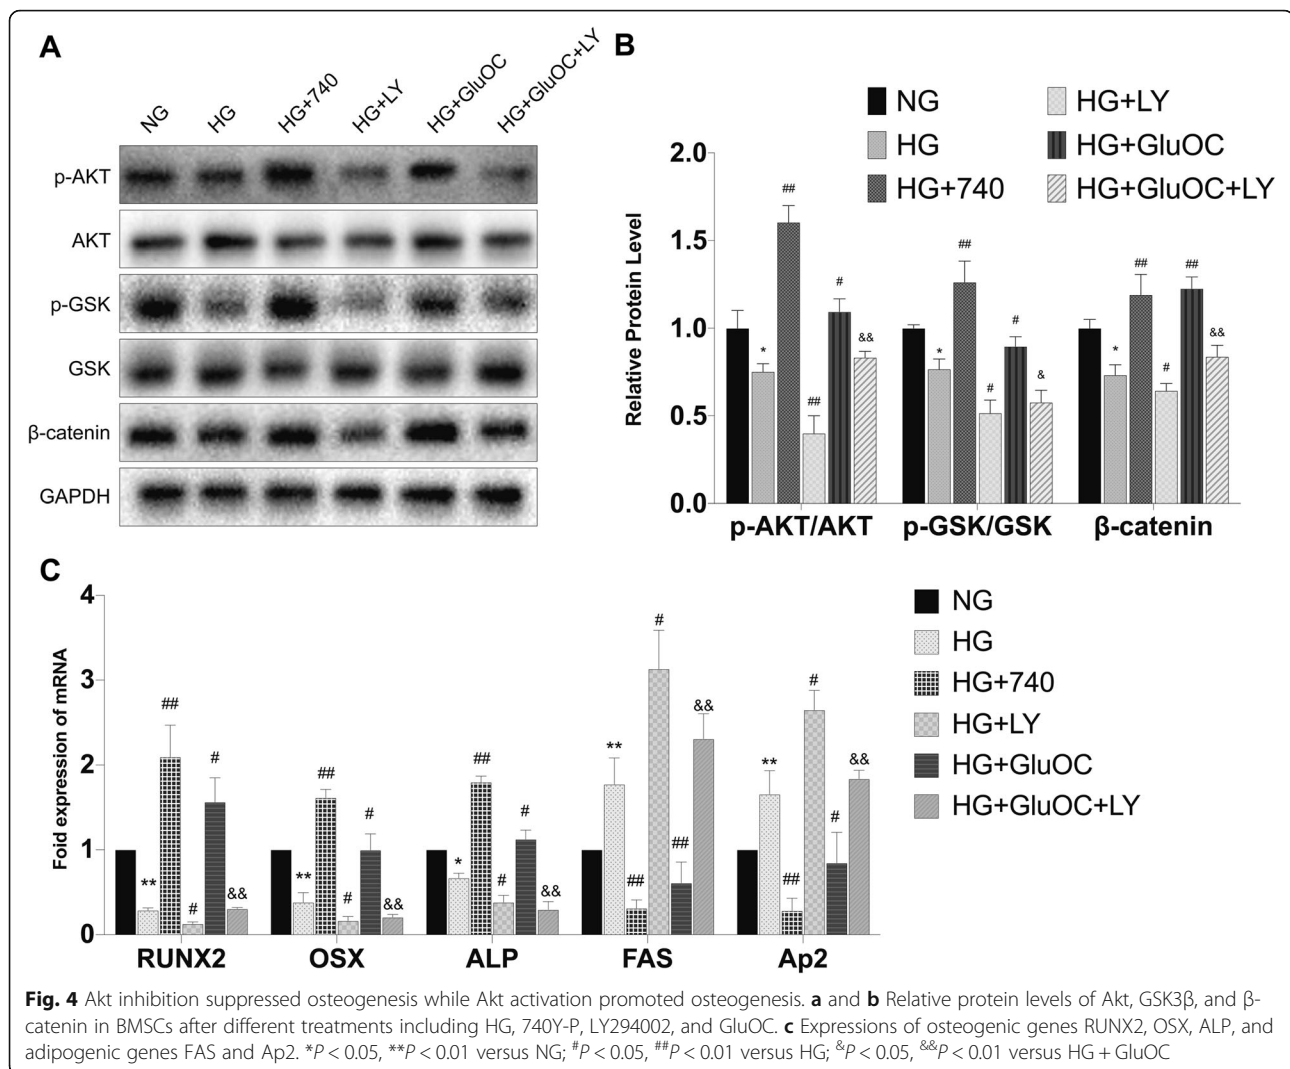 A
NG HG HG+740 HG+LY HG+GluOC HG+GluOC+LY
p-AKT
AKT
p-GSK
GSK
β-catenin
GAPDH
B
NG HG+LY
HG HG+GluOC
HG+740 HG+GluOC+LY
Relative Protein Level
2.0
1.5
1.0
0.5
0.0
* ## ## # &&
* ## # # &
* ## # ## &&
p-AKT/AKT p-GSK/GSK β-catenin
C
Fold expression of mRNA
4
3
2
1
0
** ## # # &&
** ## # # &&
* ## # # &&
** ## # ## &&
** ## # # &&
RUNX2 OSX ALP FAS Ap2
NG
HG
HG+740
HG+LY
HG+GluOC
HG+GluOC+LY
Fig. 4 Akt inhibition suppressed osteogenesis while Akt activation promoted osteogenesis. a and b Relative protein levels of Akt, GSK3β, and β-
catenin in BMSCs after different treatments including HG, 740Y-P, LY294002, and GluOC. c Expressions of osteogenic genes RUNX2, OSX, ALP, and
adipogenic genes FAS and Ap2. *P < 0.05, **P < 0.01 versus NG; #P < 0.05, ##P < 0.01 versus HG; &P < 0.05, &&P < 0.01 versus HG + GluOC